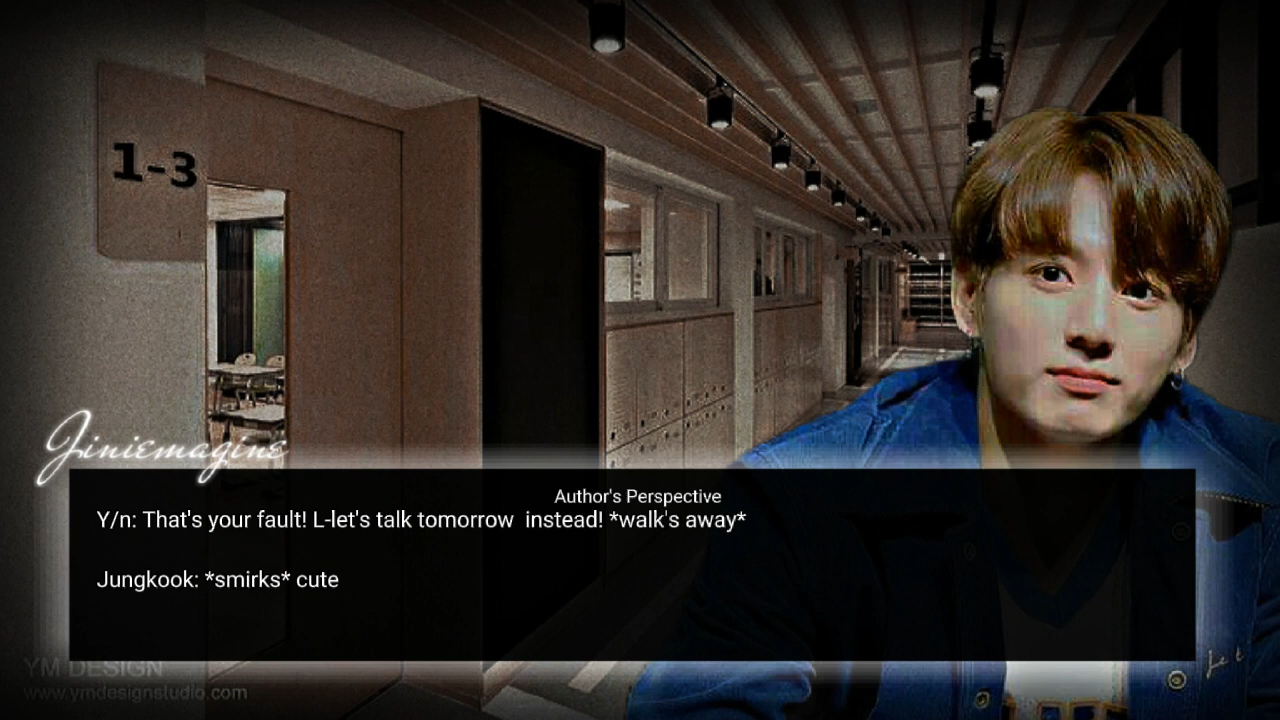 1-3
Jiniemagine
Author's Perspective
Y/n: That's your fault! L-let's talk tomorrow  instead! *walk's away*
Jungkook: *smirks* cute
YM DESIGN
www.ymdesignstudio.com